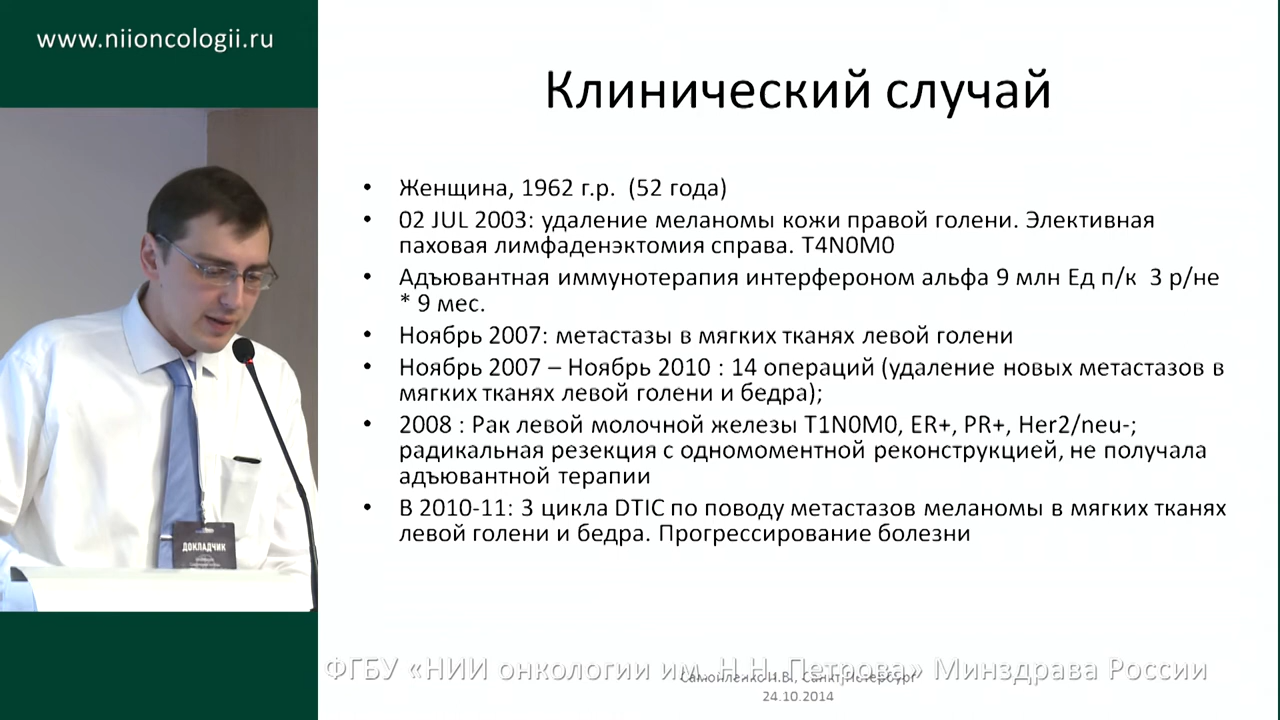 www.niioncologii.ru
Клинический случай
• Женщина, 1962 г.р. (52 года)
• 02 JUL 2003: удаление меланомы кожи правой голени. Элективная
паховая лимфаденэктомия справа. T4N0M0
• Адъювантная иммунотерапия интерфероном альфа 9 млн Ед п/к 3 р/не
* 9 мес.
• Ноябрь 2007: метастазы в мягких тканях левой голени
• Ноябрь 2007 – Ноябрь 2010 : 14 операций (удаление новых метастазов в
мягких тканях левой голени и бедра);
• 2008 : Рак левой молочной железы T1N0M0, ER+, PR+, Her2/neu-;
радикальная резекция с одномоментной реконструкцией, не получала
адъювантной терапии
• В 2010-11: 3 цикла DTIC по поводу метастазов меланомы в мягких тканях
левой голени и бедра. Прогрессирование болезни
ДОКЛАДЧИК
ФГБУ «НИИ онкологии им. Н.Н. Петрова» Минздрава России
Самойленко И.В., Санкт-Петербург
24.10.2014